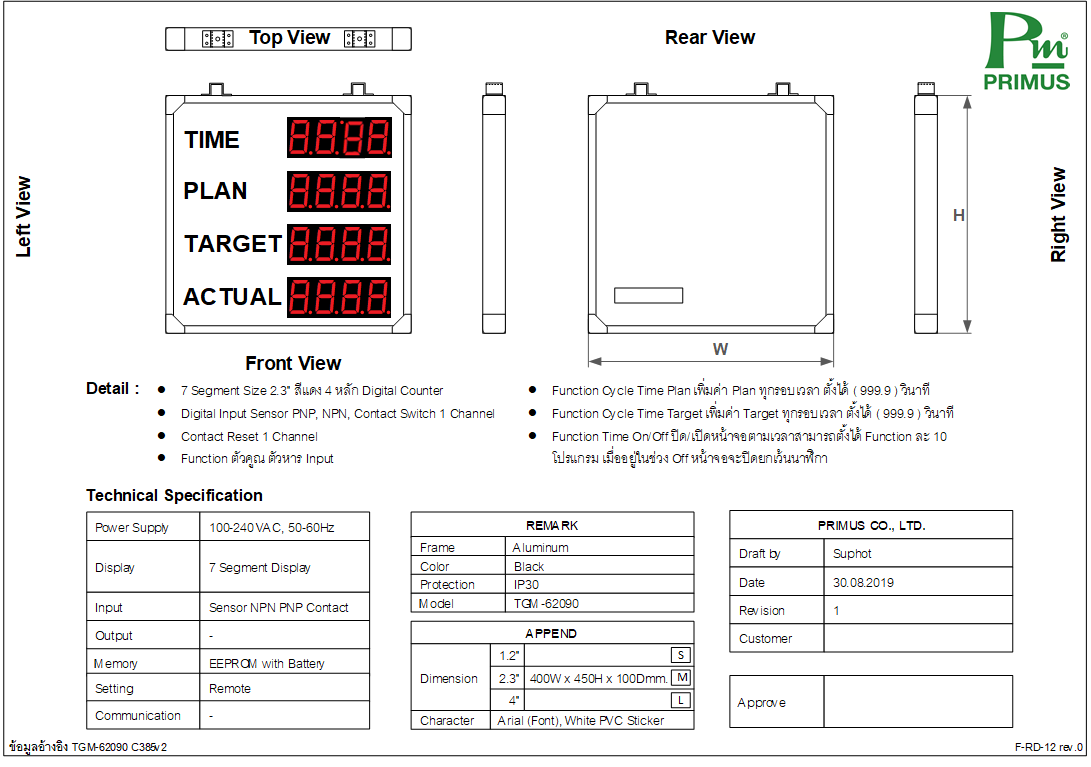 Top View
Rear View
Pm®
PRIMUS
Left View
TIME 88:88
PLAN 8.8.8.8.
TARGET 8.8.8.8.
ACTUAL 8.8.8.8.
H
Right View
W
Front View
Detail :
● 7 Segment Size 2.3" สีแดง 4 หลัก Digital Counter
● Digital Input Sensor PNP, NPN, Contact Switch 1 Channel
● Contact Reset 1 Channel
● Function ตัวคูณ ตัวหาร Input
● Function Cycle Time Plan เพิ่มค่า Plan ทุกรอบเวลา ตั้งได้ ( 999.9 ) วินาที
● Function Cycle Time Target เพิ่มค่า Target ทุกรอบเวลา ตั้งได้ ( 999.9 ) วินาที
● Function Time On/Off ปิด/เปิดหน้าจอตามเวลาสามารถตั้งได้ Function ละ 10
โปรแกรม เมื่ออยู่ในช่วง Off หน้าจอจะปิดยกเว้นนาฬิกา
Technical Specification
Power Supply 100-240VAC, 50-60Hz
Display 7 Segment Display
Input Sensor NPN PNP Contact
Output -
Memory EEPROM with Battery
Setting Remote
Communication -
REMARK
Frame Aluminum
Color Black
Protection IP30
Model TGM-62090
APPEND
Dimension
1.2" S
2.3" 400W x 450H x 100Dmm. M
4" L
Character Arial (Font), White PVC Sticker
PRIMUS CO., LTD.
Draft by Suphot
Date 30.08.2019
Revision 1
Customer
Approve
ข้อมูลอ้างอิง TGM-62090 C385v2
F-RD-12 rev.0